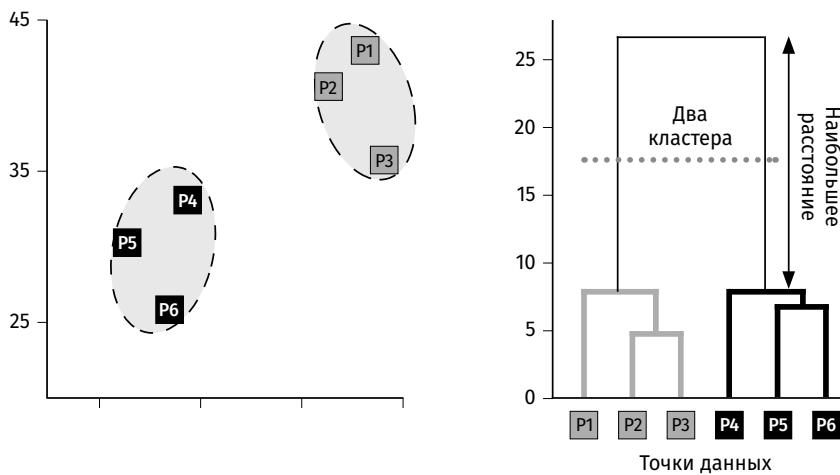 45
35
25
P1
P2
P3
P4
P5
P6
25
20
15
10
5
0
Два
кластера
Наибольшее
расстояние
P1 P2 P3 P4 P5 P6
Точки данных